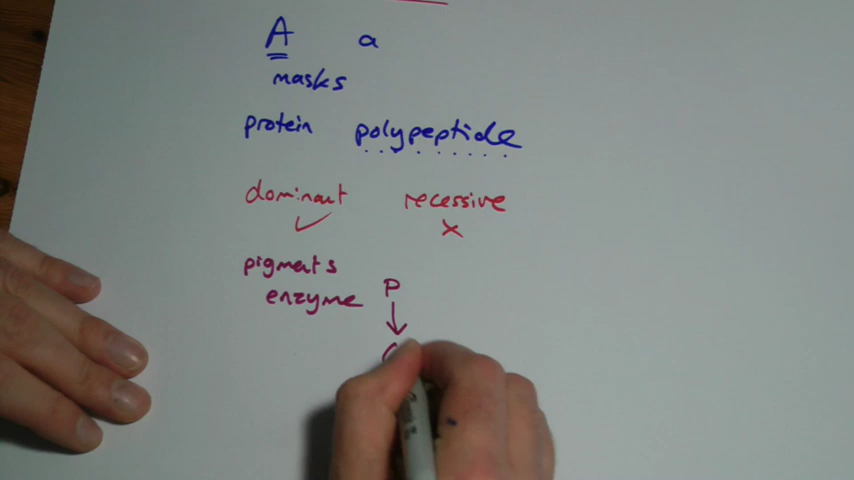 A a
masks
protein polypeptide
dominant recessive
✓ ✗
pigments
enzyme P
↓